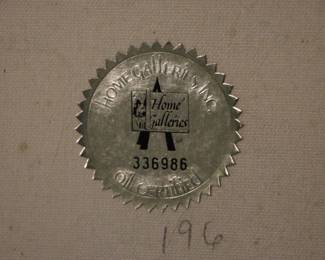 HOME GALLERIES, INC.
Home
Galleries
336986
OIL CERTIFIED
196